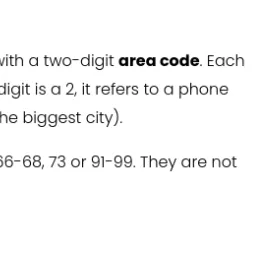 with a two-digit area code. Each
digit is a 2, it refers to a phone
he biggest city).
66-68, 73 or 91-99. They are not